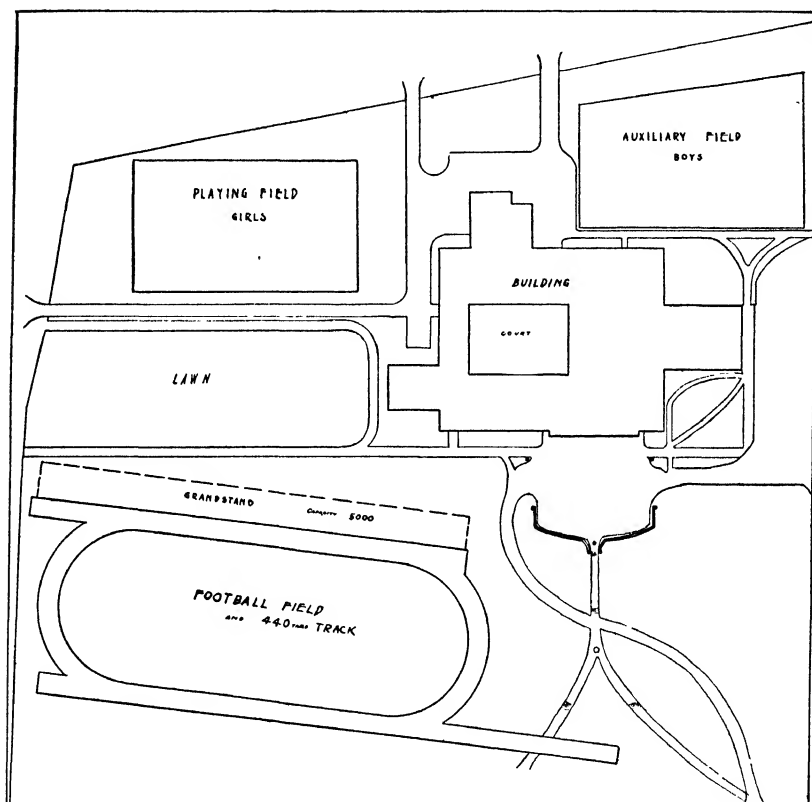 AUXILIARY FIELD
BOYS
PLAYING FIELD
GIRLS
BUILDING
COURT
LAWN
GRANDSTAND CAPACITY 5000
FOOTBALL FIELD
AND 440 YARD TRACK